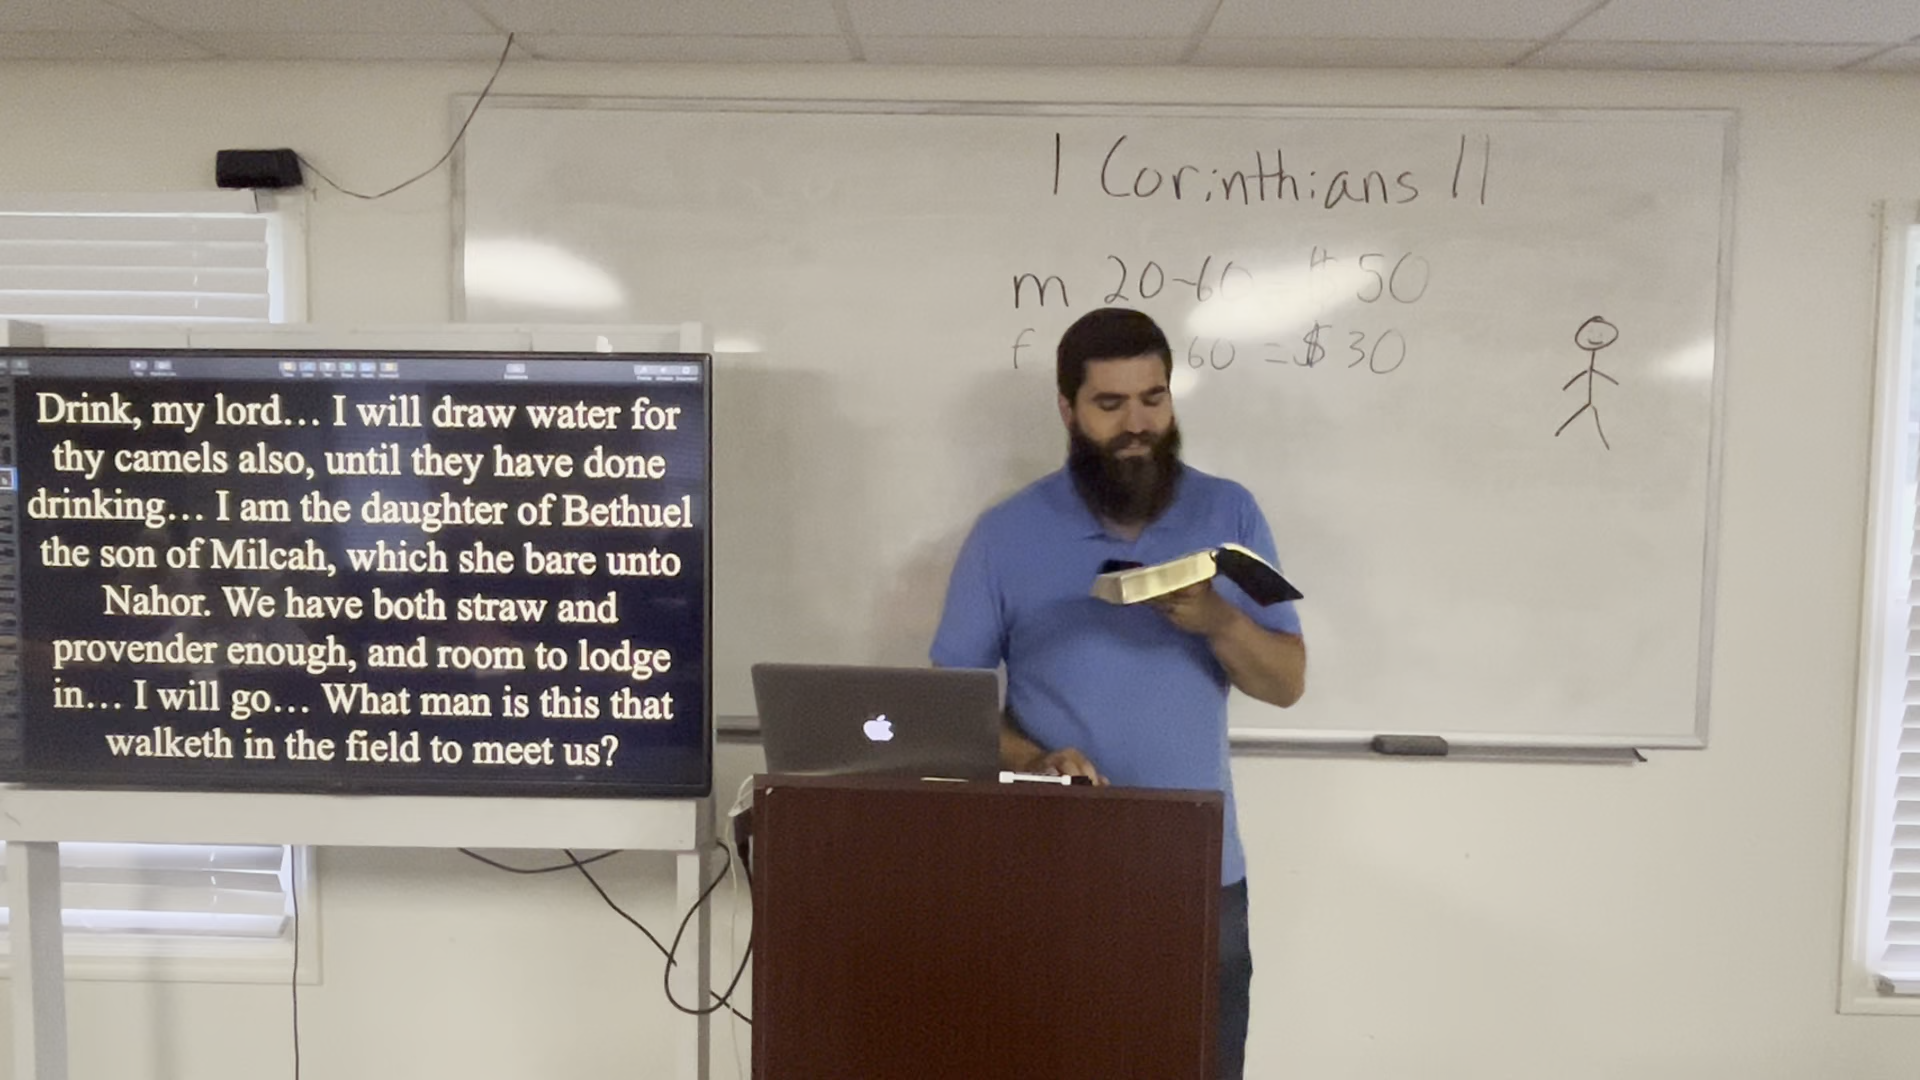 1 Corinthians 11
m 20-60 $50
f 60 = $30
Drink, my lord... I will draw water for
thy camels also, until they have done
drinking... I am the daughter of Bethuel
the son of Milcah, which she bare unto
Nahor. We have both straw and
provender enough, and room to lodge
in... I will go... What man is this that
walketh in the field to meet us?